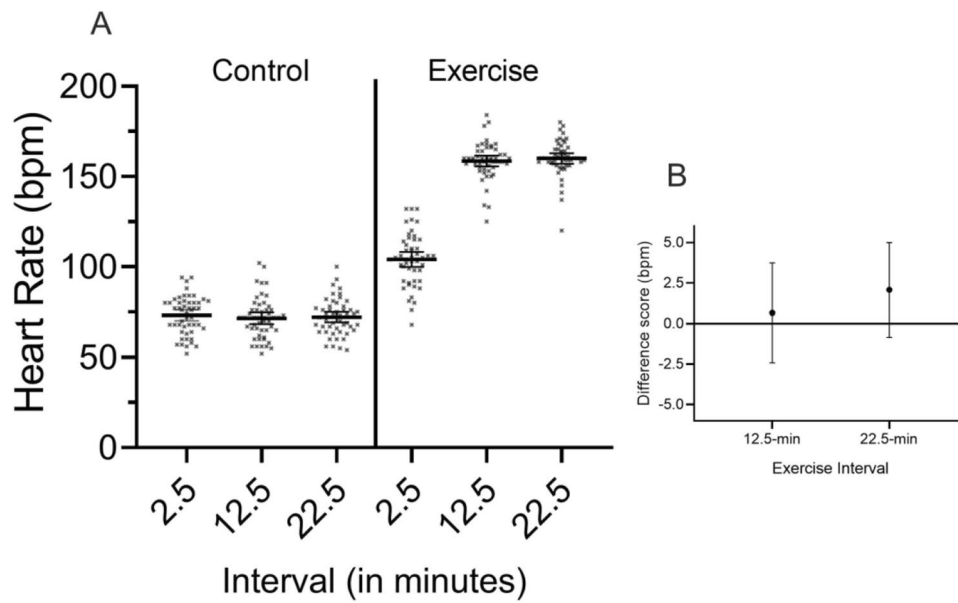 A
Control Exercise
Heart Rate (bpm)
200
150
100
50
0
2.5 12.5 22.5 2.5 12.5 22.5
Interval (in minutes)
B
Difference score (bpm)
5.0
2.5
0.0
-2.5
-5.0
12.5-min 22.5-min
Exercise Interval